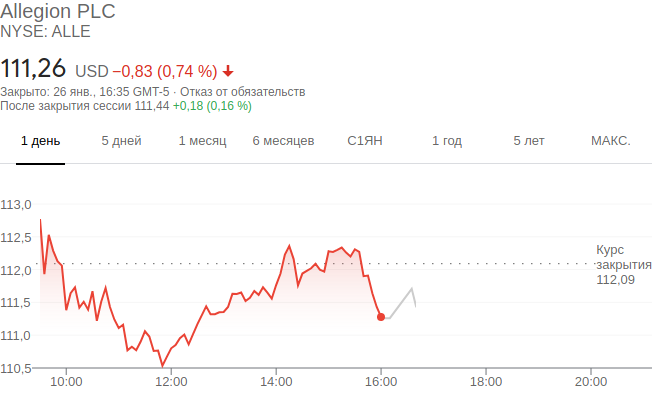 Allegion PLC
NYSE: ALLE
111,26 USD −0,83 (0,74 %)
Закрыто: 26 янв., 16:35 GMT-5 · Отказ от обязательств
После закрытия сессии 111,44 +0,18 (0,16 %)
1 день 5 дней 1 месяц 6 месяцев С1ЯН 1 год 5 лет МАКС.
113,0
112,5
Курс
закрытия
112,09
112,0
111,5
111,0
110,5
10:00 12:00 14:00 16:00 18:00 20:00